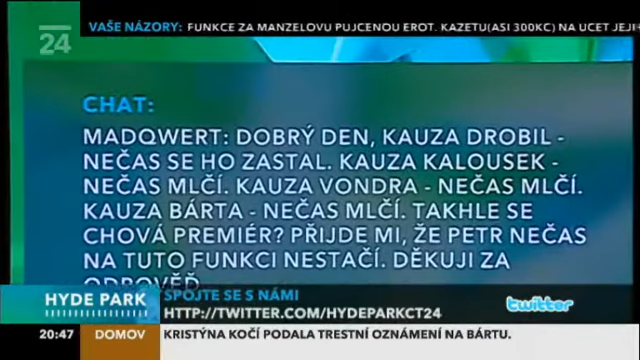 24
VAŠE NÁZORY: FUNKCE ZA MANZELOVU PUJCENOU EROT. KAZETU(ASI 300KC) NA UCET JEJI
CHAT:
MADQWERT: DOBRÝ DEN, KAUZA DROBIL -
NEČAS SE HO ZASTAL. KAUZA KALOUSEK -
NEČAS MLČÍ. KAUZA VONDRA - NEČAS MLČÍ.
KAUZA BÁRTA - NEČAS MLČÍ. TAKHLE SE
CHOVÁ PREMIÉR? PŘIJDE MI, ŽE PETR NEČAS
NA TUTO FUNKCI NESTAČÍ. DĚKUJI ZA
ODPOVĚĎ
HYDE PARK
SPOJTE SE S NÁMI
HTTP://TWITTER.COM/HYDEPARKCT24
twitter
20:47 DOMOV KRISTÝNA KOČÍ PODALA TRESTNÍ OZNÁMENÍ NA BÁRTU.